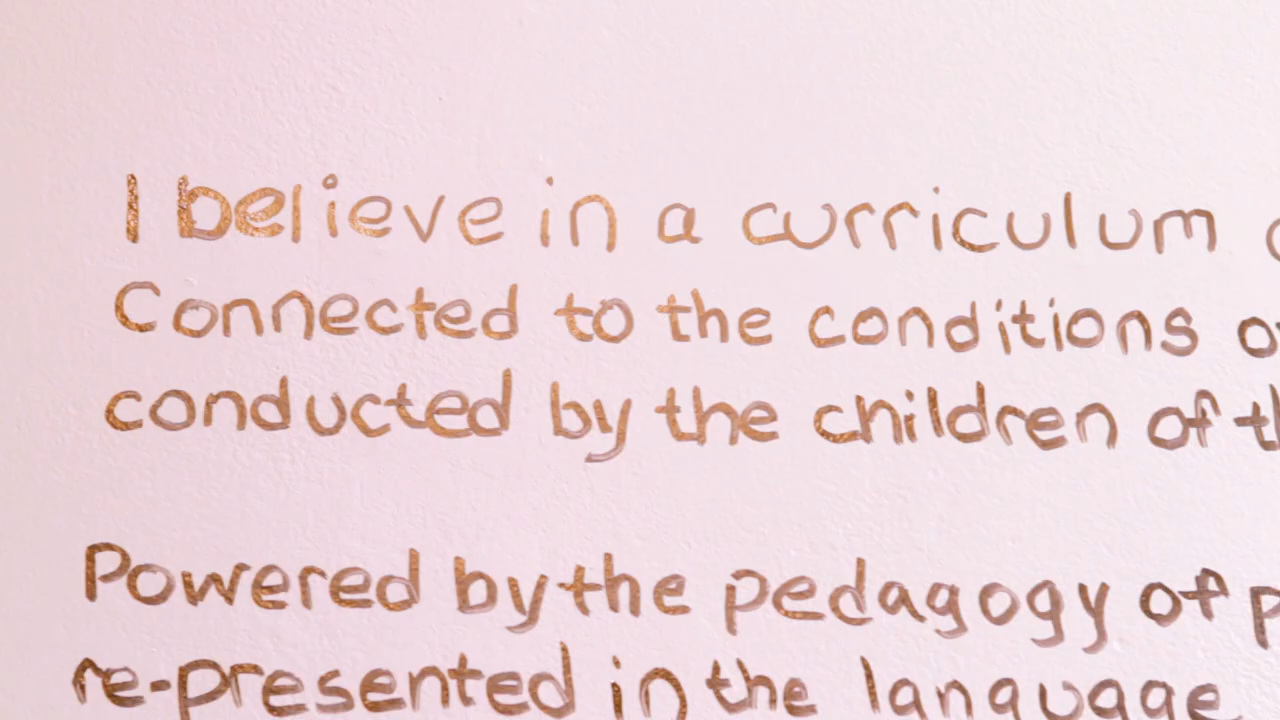 I believe in a curriculum
Connected to the conditions
conducted by the children of
Powered by the pedagogy of
re-presented in the language